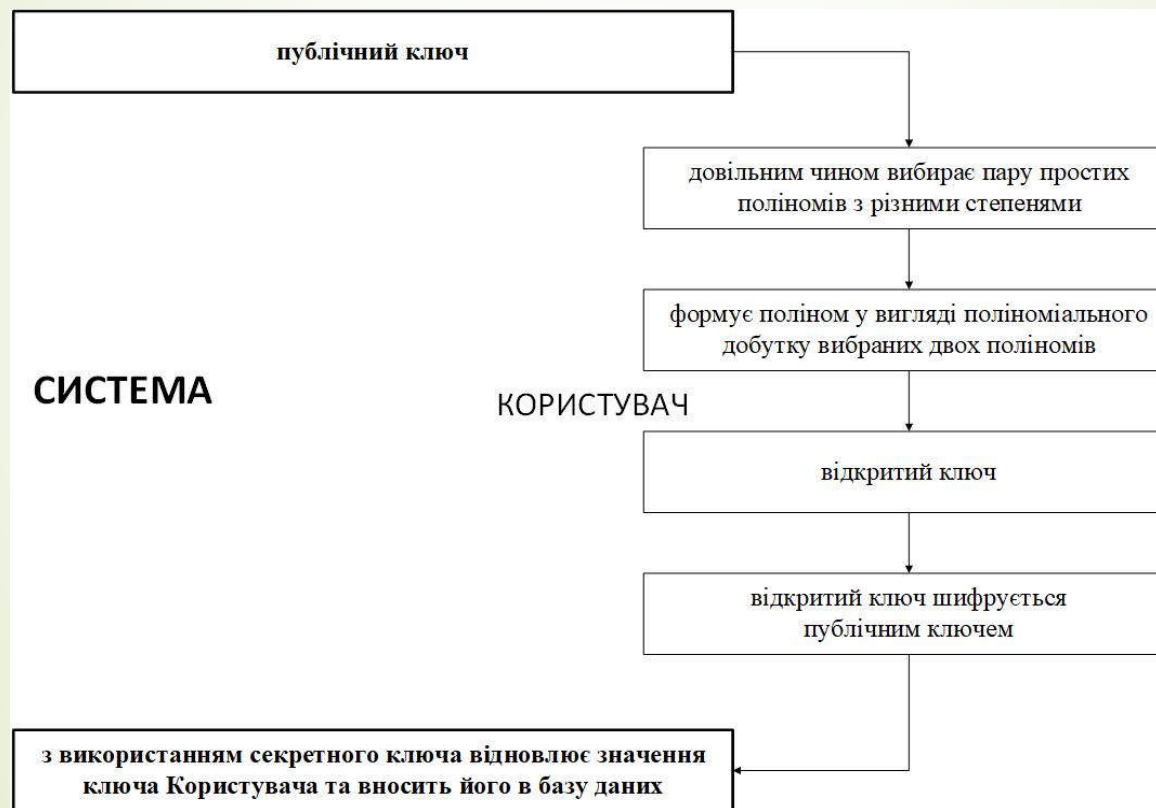 публічний ключ
довільним чином вибирає пару простих
поліномів з різними степенями
формує поліном у вигляді поліноміального
добутку вибраних двох поліномів
СИСТЕМА
КОРИСТУВАЧ
відкритий ключ
відкритий ключ шифрується
публічним ключем
з використанням секретного ключа відновлює значення
ключа Користувача та вносить його в базу даних